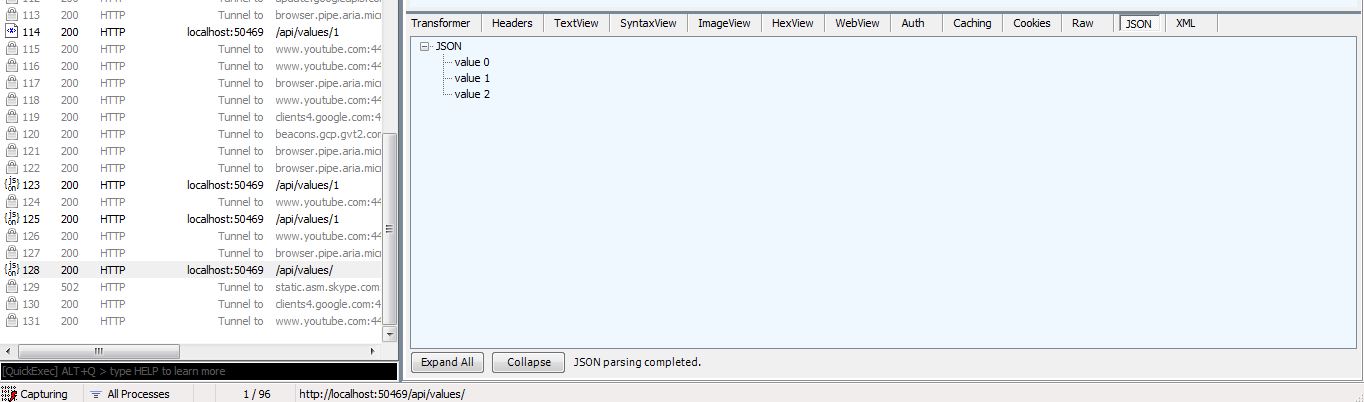 113 200 HTTP Tunnel to browser.pipe.aria.micr
114 200 HTTP localhost:50469 /api/values/1
115 200 HTTP Tunnel to www.youtube.com:44
116 200 HTTP Tunnel to www.youtube.com:44
117 200 HTTP Tunnel to browser.pipe.aria.micr
118 200 HTTP Tunnel to www.youtube.com:44
119 200 HTTP Tunnel to clients4.google.com:4
120 200 HTTP Tunnel to beacons.gcp.gvt2.com
121 200 HTTP Tunnel to browser.pipe.aria.micr
122 200 HTTP Tunnel to browser.pipe.aria.micr
123 200 HTTP localhost:50469 /api/values/1
124 200 HTTP Tunnel to www.youtube.com:44
125 200 HTTP localhost:50469 /api/values/1
126 200 HTTP Tunnel to www.youtube.com:44
127 200 HTTP Tunnel to browser.pipe.aria.micr
128 200 HTTP localhost:50469 /api/values/
129 502 HTTP Tunnel to static.asm.skype.com
130 200 HTTP Tunnel to clients4.google.com:4
131 200 HTTP Tunnel to www.youtube.com:44
[QuickExec] ALT+Q > type HELP to learn more
Transformer Headers TextView SyntaxView ImageView HexView WebView Auth Caching Cookies Raw JSON XML
JSON
value 0
value 1
value 2
Expand All Collapse JSON parsing completed.
Capturing All Processes 1 / 96 http://localhost:50469/api/values/